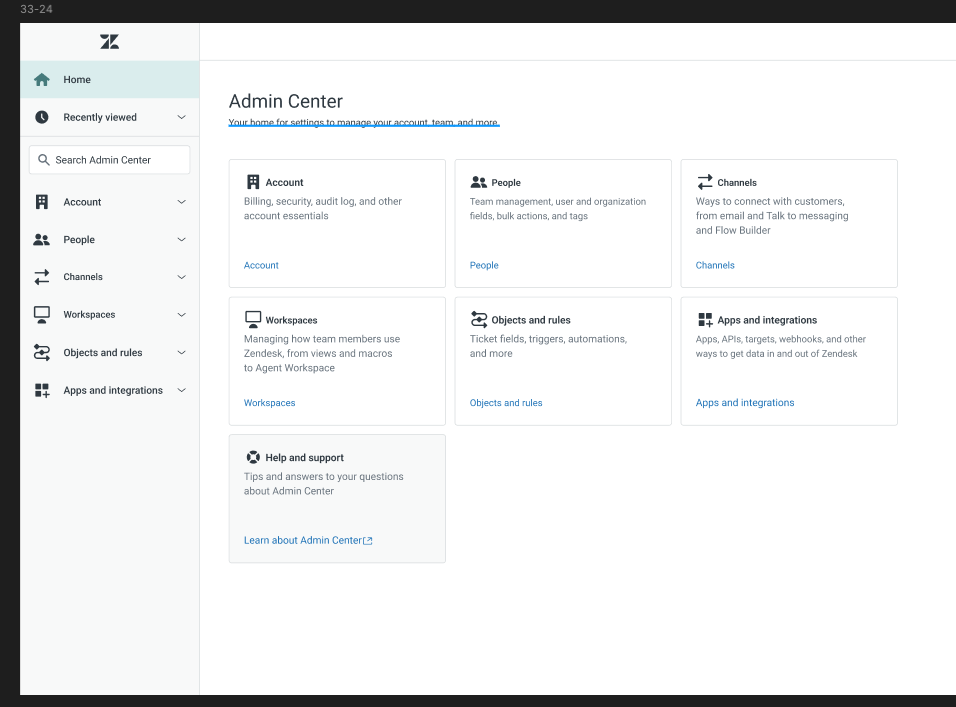 33-24
Home
Recently viewed
Search Admin Center
Account
People
Channels
Workspaces
Objects and rules
Apps and integrations
Admin Center
Your home for settings to manage your account, team, and more.
Account
Billing, security, audit log, and other
account essentials
Account
People
Team management, user and organization
fields, bulk actions, and tags
People
Channels
Ways to connect with customers,
from email and Talk to messaging
and Flow Builder
Channels
Workspaces
Managing how team members use
Zendesk, from views and macros
to Agent Workspace
Workspaces
Objects and rules
Ticket fields, triggers, automations,
and more
Objects and rules
Apps and integrations
Apps, APIs, targets, webhooks, and other
ways to get data in and out of Zendesk
Apps and integrations
Help and support
Tips and answers to your questions
about Admin Center
Learn about Admin Center